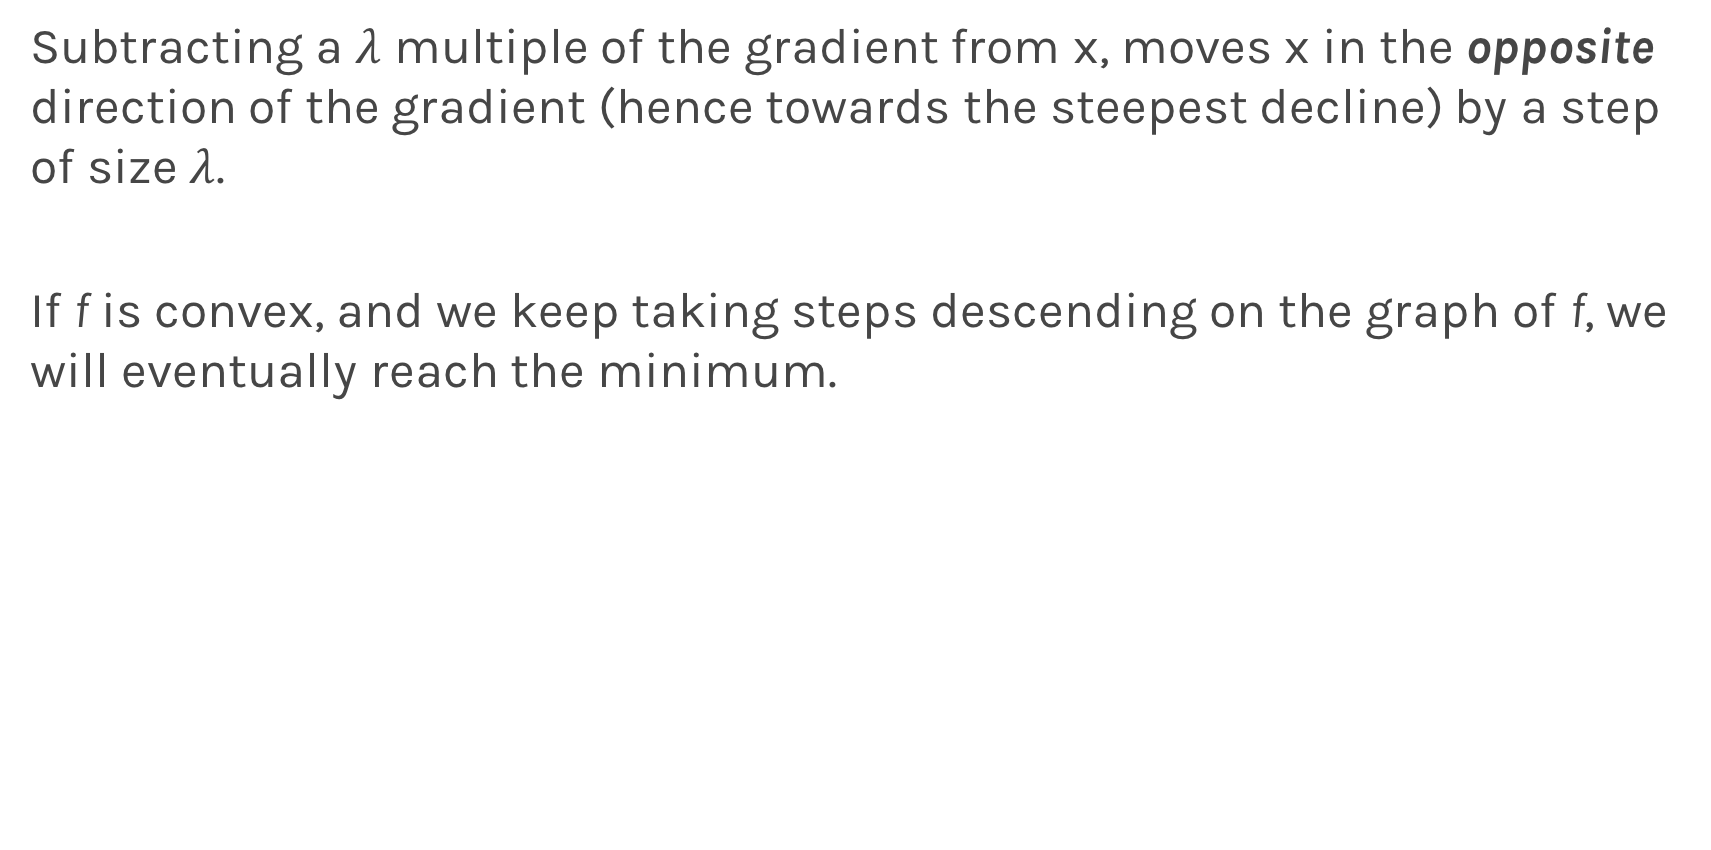 Subtracting a λ multiple of the gradient from x, moves x in the opposite
direction of the gradient (hence towards the steepest decline) by a step
of size λ.
If f is convex, and we keep taking steps descending on the graph of f, we
will eventually reach the minimum.